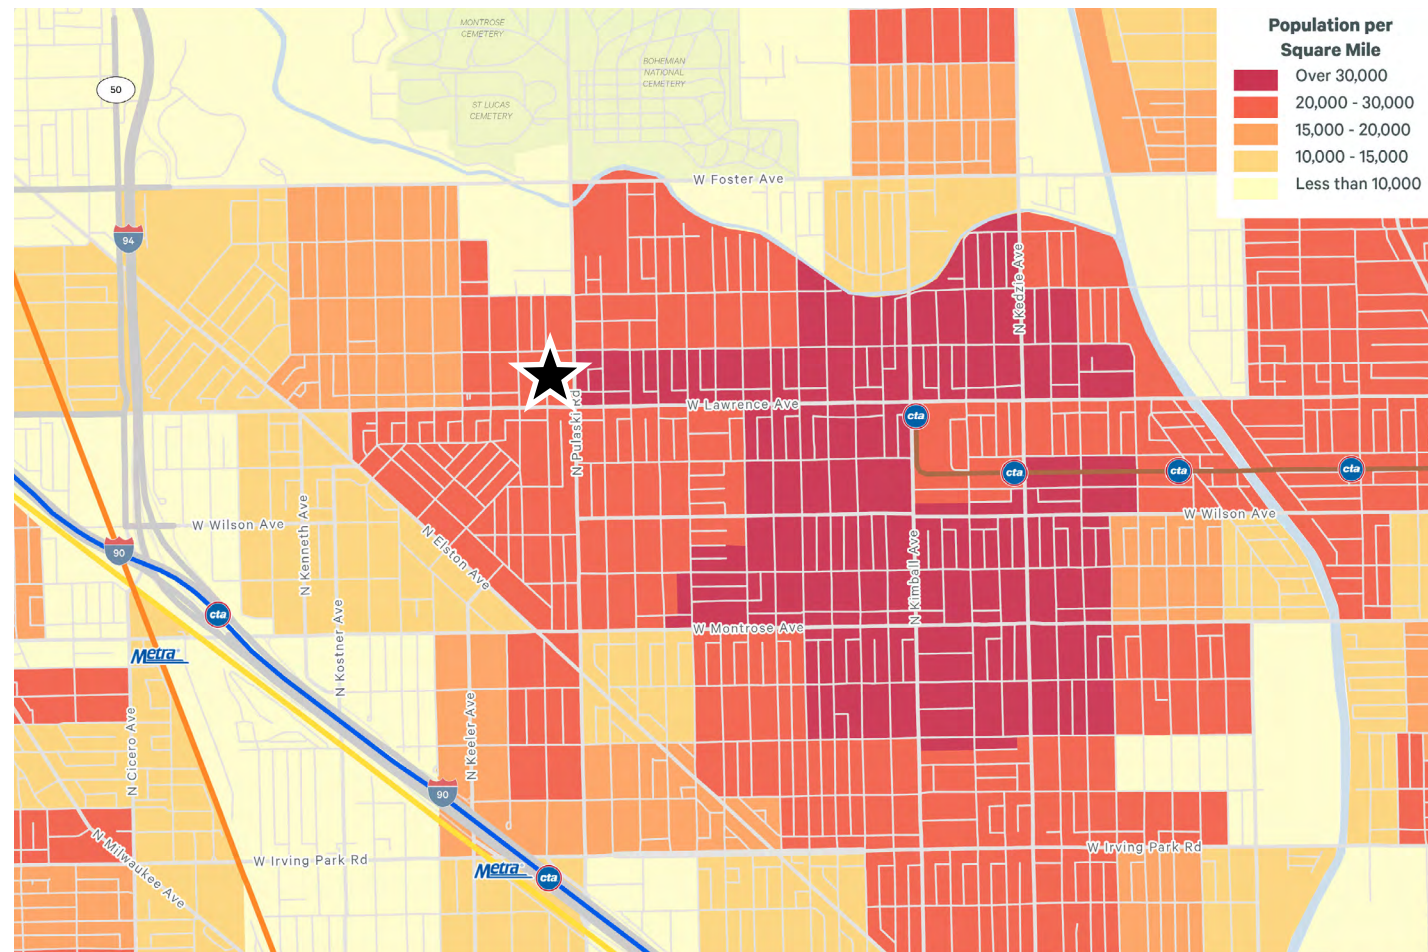 MONTROSE
CEMETERY
BOHEMIAN
NATIONAL
CEMETERY
ST LUCAS
CEMETERY
Population per
Square Mile
Over 30,000
20,000 - 30,000
15,000 - 20,000
10,000 - 15,000
Less than 10,000
50
W Foster Ave
94
N Kedzie Ave
W Lawrence Ave
N Pulaski Rd
cta
cta
cta
cta
W Wilson Ave
W Wilson Ave
N Kenneth Ave
N Elston Ave
90
N Kimball Ave
cta
W Montrose Ave
Metra
N Kostner Ave
N Cicero Ave
N Keeler Ave
90
N Milwaukee Ave
W Irving Park Rd
W Irving Park Rd
Metra
cta